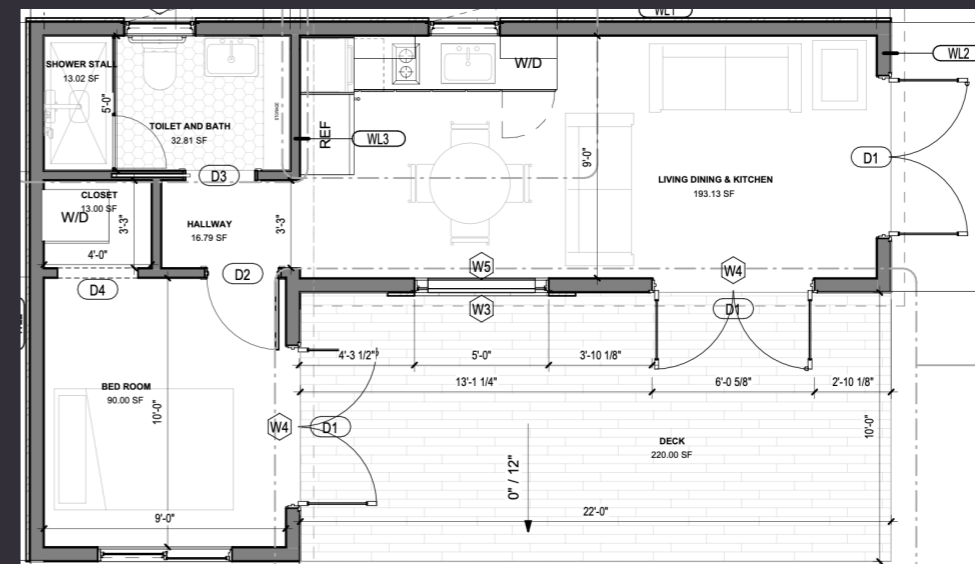 WL1
WL2
SHOWER STALL
13.02 SF
5'-0"
TOILET AND BATH
32.81 SF
D3
REF
WL3
W/D
9'-0"
LIVING DINING & KITCHEN
193.13 SF
D1
CLOSET
13.00 SF
W/D
3'-3"
4'-0"
HALLWAY
16.79 SF
3'-3"
D4
D2
W5
W3
W4
D1
4'-3 1/2"
5'-0"
3'-10 1/8"
13'-1 1/4"
6'-0 5/8"
2'-10 1/8"
BED ROOM
90.00 SF
10'-0"
W4
D1
DECK
220.00 SF
10'-0"
0" / 12"
22'-0"
9'-0"